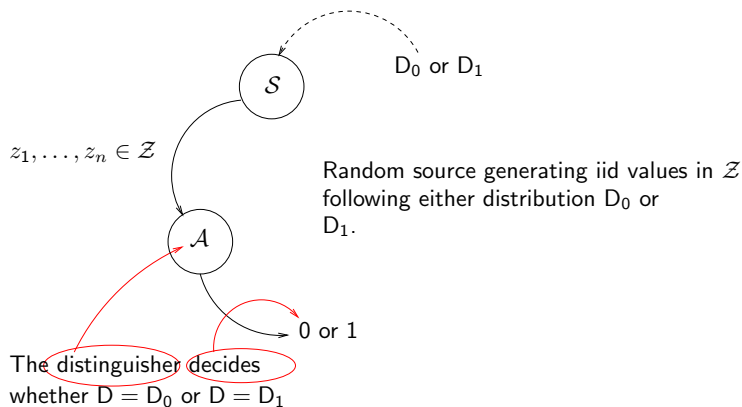 D₀ or D₁
𝒮
z₁, . . . , zₙ ∈ 𝒵
Random source generating iid values in 𝒵
following either distribution D₀ or
D₁.
𝒜
0 or 1
The distinguisher decides
whether D = D₀ or D = D₁